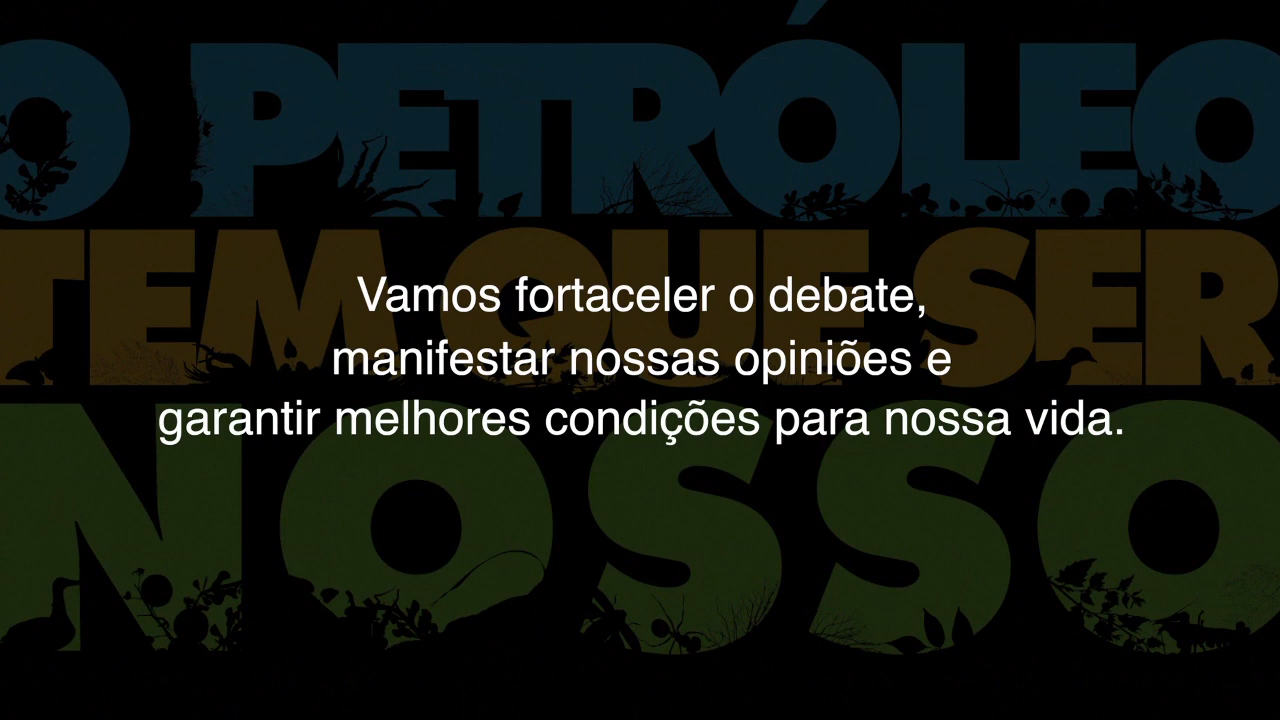 O PETRÓLEO
TEM QUE SER
NOSSO
Vamos fortaceler o debate,
manifestar nossas opiniões e
garantir melhores condições para nossa vida.